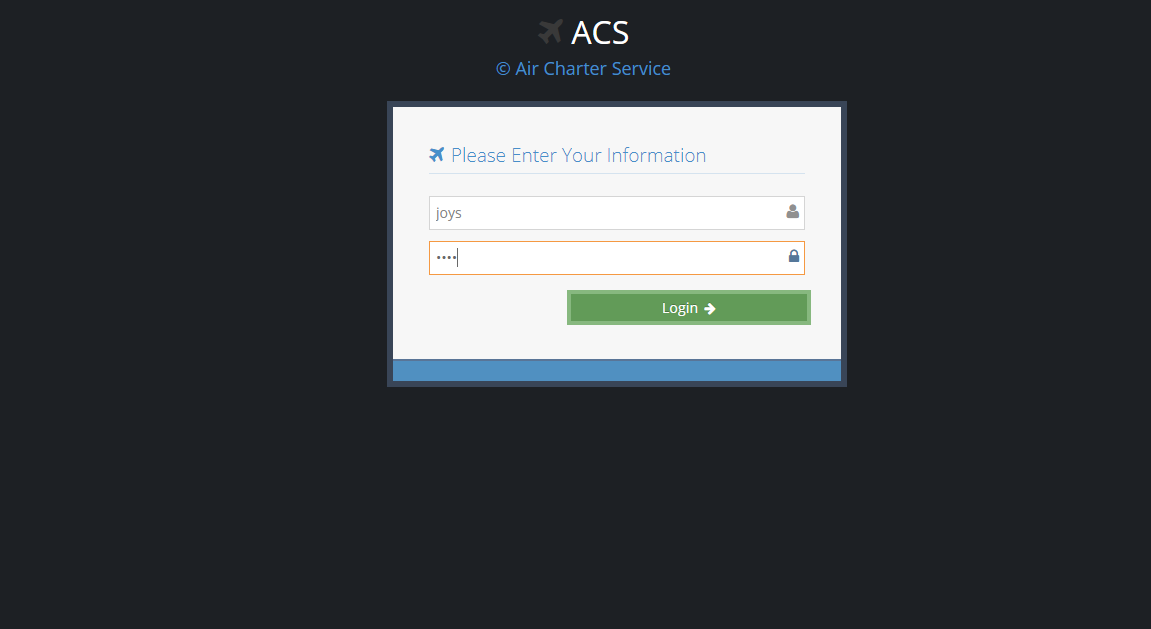 ACS
© Air Charter Service
Please Enter Your Information
joys
••••
Login